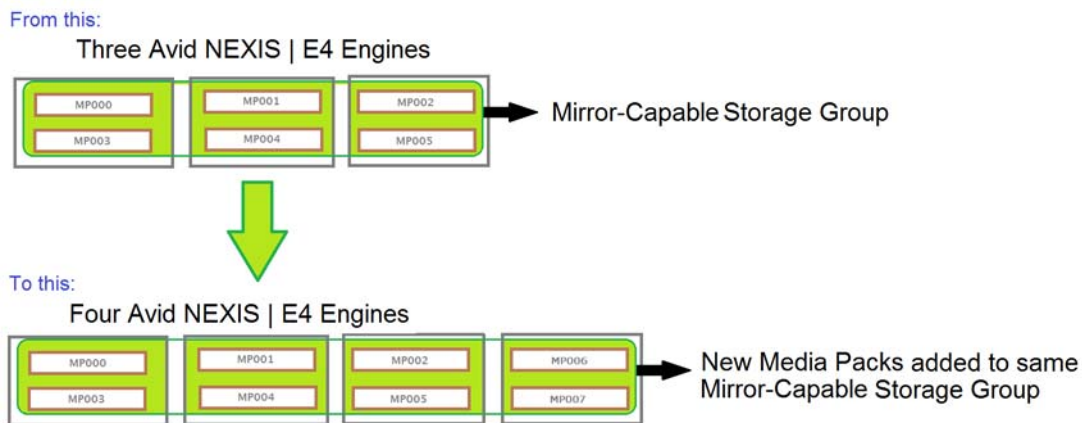 From this:
Three Avid NEXIS | E4 Engines
MP000
MP001
MP002
MP003
MP004
MP005
Mirror-Capable Storage Group
To this:
Four Avid NEXIS | E4 Engines
MP000
MP001
MP002
MP006
MP003
MP004
MP005
MP007
New Media Packs added to same
Mirror-Capable Storage Group